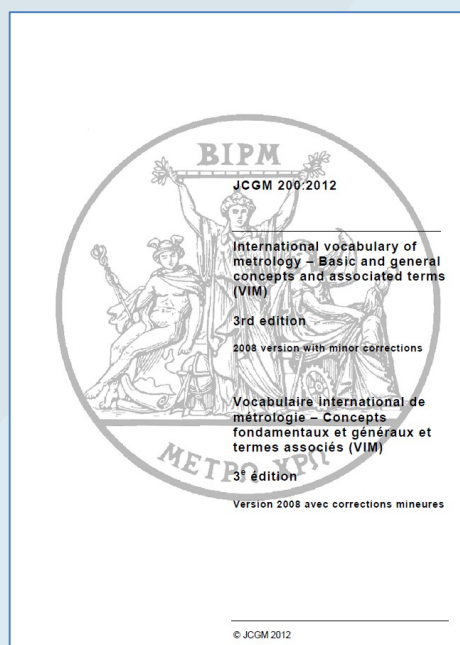 BIPM
JCGM 200:2012
International vocabulary of
metrology – Basic and general
concepts and associated terms
(VIM)
3rd edition
2008 version with minor corrections
Vocabulaire international de
métrologie – Concepts
fondamentaux et généraux et
termes associés (VIM)
ΜΕΤΡΩ ΧΡΩ
3e édition
Version 2008 avec corrections mineures
© JCGM 2012